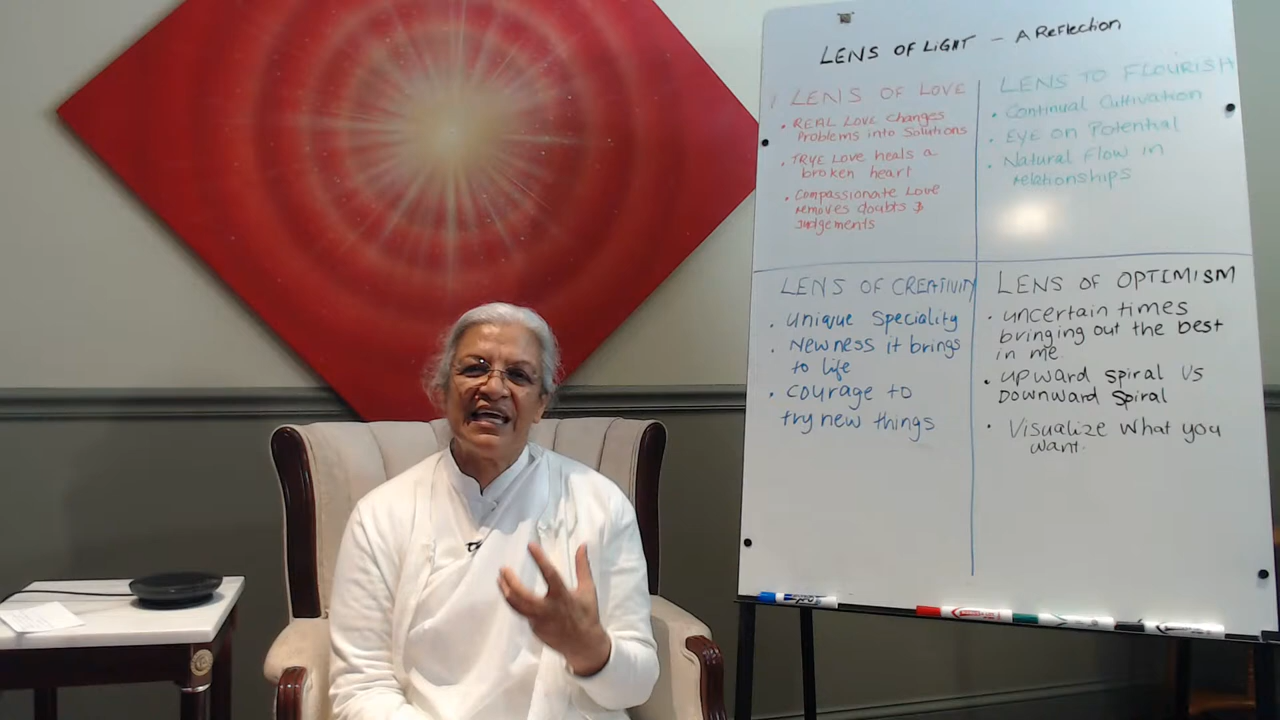 LENS OF LIGHT – A Reflection
LENS OF LOVE
• REAL LOVE Changes
Problems into Solutions
• TRYE LOVE heals a
broken heart
• Compassionate Love
removes doubts &
Judgements
LENS TO FLOURISH
• Continual Cultivation
• Eye on Potential
• Natural Flow in
relationships
LENS OF CREATIVITY
• Unique Speciality
• Newness it brings
to life
• Courage to
try new things
LENS OF OPTIMISM
• uncertain times
bringing out the best
in me.
• upward spiral vs
Downward Spiral
• Visualize what you
want.